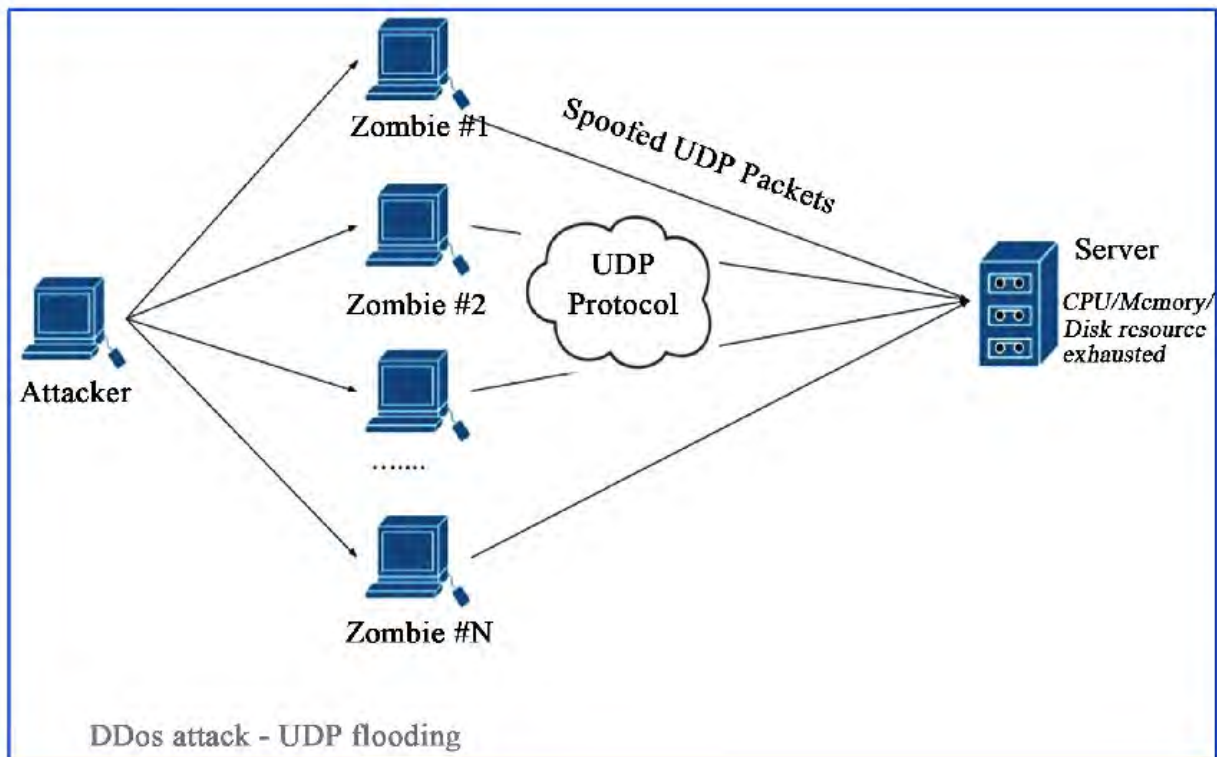 Zombie #1
Spoofed UDP Packets
Zombie #2
UDP
Protocol
Attacker
Server
CPU/Memory/
Disk resource
exhausted
........
Zombie #N
DDos attack - UDP flooding